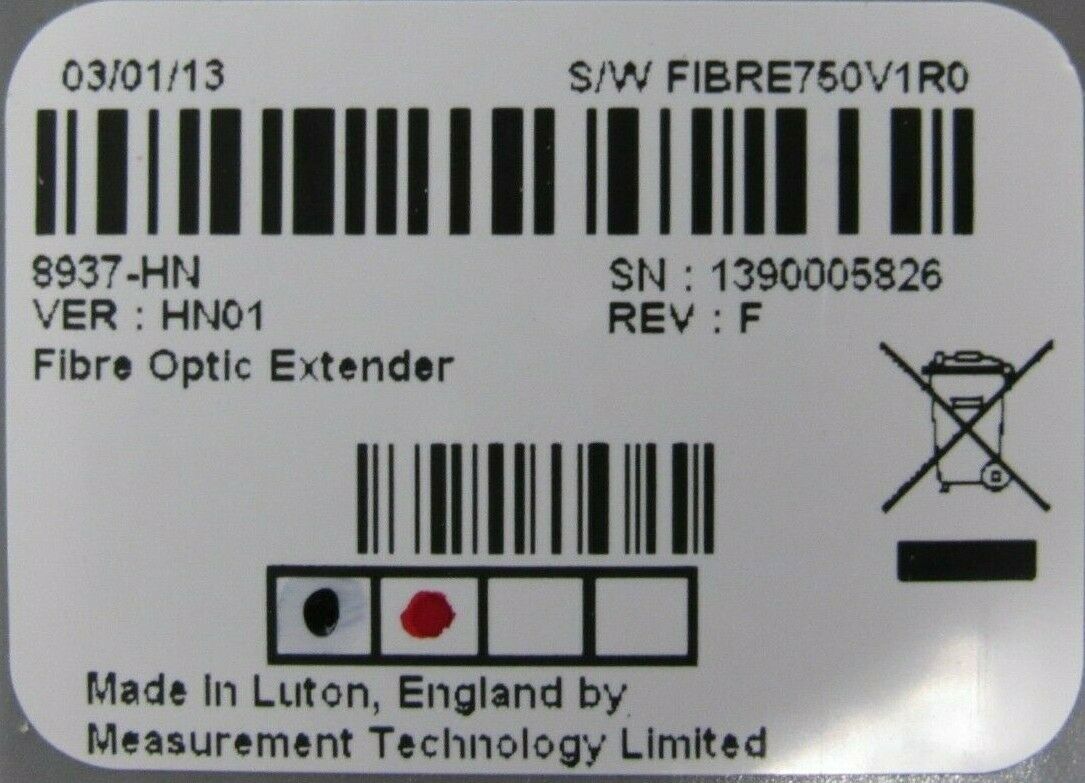 03/01/13 S/W FIBRE750V1R0
8937-HN SN : 1390005826
VER : HN01 REV : F
Fibre Optic Extender
Made in Luton, England by
Measurement Technology Limited